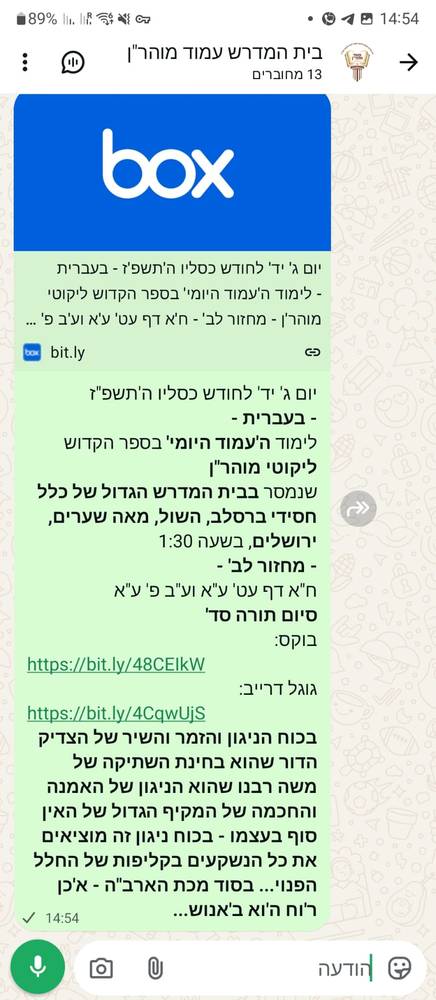 89% 14:54
בית המדרש עמוד מוהר"ן
13 מחוברים
box
יום ג' יד' לחודש כסליו ה'תשפ'ז - בעברית
- לימוד ה'עמוד היומי' בספר הקדוש ליקוטי
מוהר'ן - מחזור לב' - ח'א דף עט' ע'א וע'ב פ' ...
box bit.ly
יום ג' יד' לחודש כסליו ה'תשפ"ז
- בעברית -
לימוד ה'עמוד היומי' בספר הקדוש
ליקוטי מוהר"ן
שנמסר בבית המדרש הגדול של כלל
חסידי ברסלב, השול, מאה שערים,
ירושלים, בשעה 1:30
- מחזור לב' -
ח"א דף עט' ע"א וע"ב פ' ע"א
סיום תורה סד'
בוקס:
https://bit.ly/48CEIkW
גוגל דרייב:
https://bit.ly/4CqwUjS
בכוח הניגון והזמר והשיר של הצדיק
הדור שהוא בחינת השתיקה של
משה רבנו שהוא הניגון של האמנה
והחכמה של המקיף הגדול של האין
סוף בעצמו - בכוח ניגון זה מוציאים
את כל הנשקעים בקליפות של החלל
הפנוי... בסוד מכת הארב"ה - א'כן
ר'וח ה'וא ב'אנוש...
14:54
הודעה